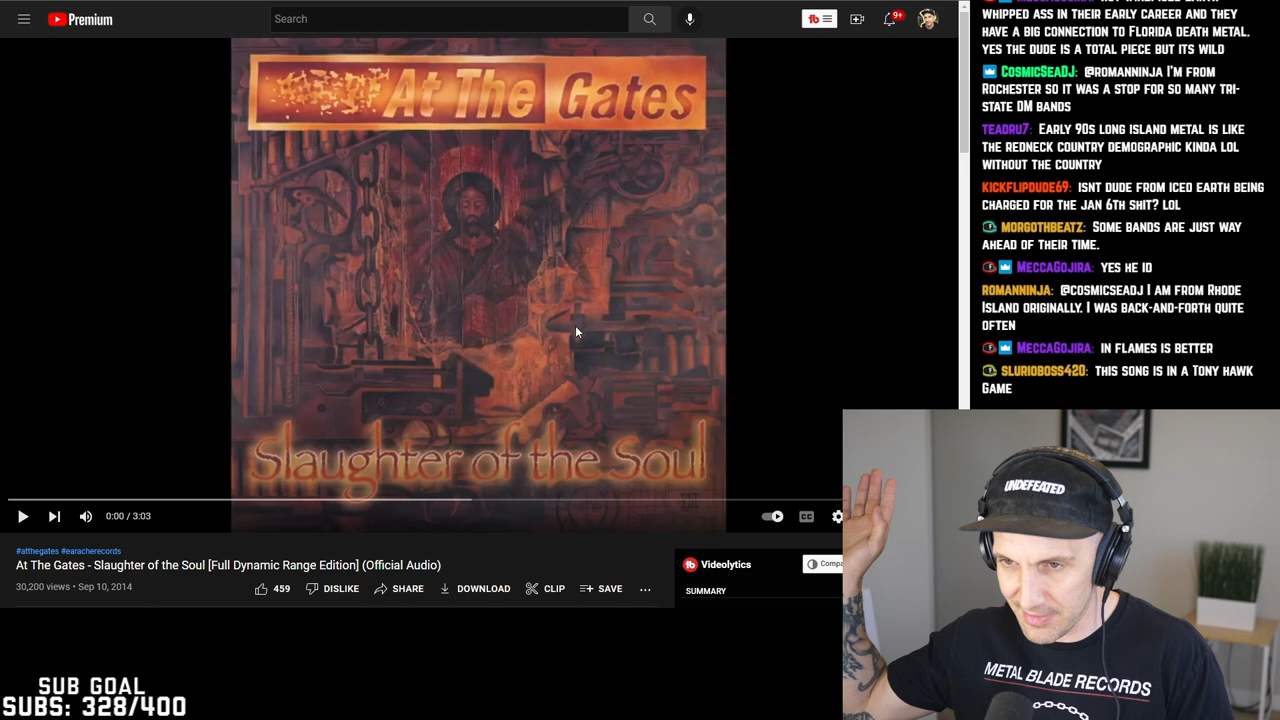 Premium
Search
9+
At The Gates
Slaughter of the Soul
0:00 / 3:03
CC
#atthegates #earacherecords
At The Gates - Slaughter of the Soul [Full Dynamic Range Edition] (Official Audio)
30,200 views • Sep 10, 2014
459
DISLIKE
SHARE
DOWNLOAD
CLIP
SAVE
Videolytics
SUMMARY
SUB GOAL
SUBS: 328/400
WHIPPED ASS IN THEIR EARLY CAREER AND THEY
HAVE A BIG CONNECTION TO FLORIDA DEATH METAL.
YES THE DUDE IS A TOTAL PIECE BUT ITS WILD
COSMICSEADJ: @ROMANNINJA I'M FROM
ROCHESTER SO IT WAS A STOP FOR SO MANY TRI-
STATE DM BANDS
TEADRU7: EARLY 90S LONG ISLAND METAL IS LIKE
THE REDNECK COUNTRY DEMOGRAPHIC KINDA LOL
WITHOUT THE COUNTRY
KICKFLIPDUDE69: ISNT DUDE FROM ICED EARTH BEING
CHARGED FOR THE JAN 6TH SHIT? LOL
MORGOTHBEATZ: SOME BANDS ARE JUST WAY
AHEAD OF THEIR TIME.
MECCAGOJIRA: YES HE ID
ROMANNINJA: @COSMICSEADJ I AM FROM RHODE
ISLAND ORIGINALLY. I WAS BACK-AND-FORTH QUITE
OFTEN
MECCAGOJIRA: IN FLAMES IS BETTER
SLURIOBOSS420: THIS SONG IS IN A TONY HAWK
GAME
UNDEFEATED
METAL BLADE RECORDS